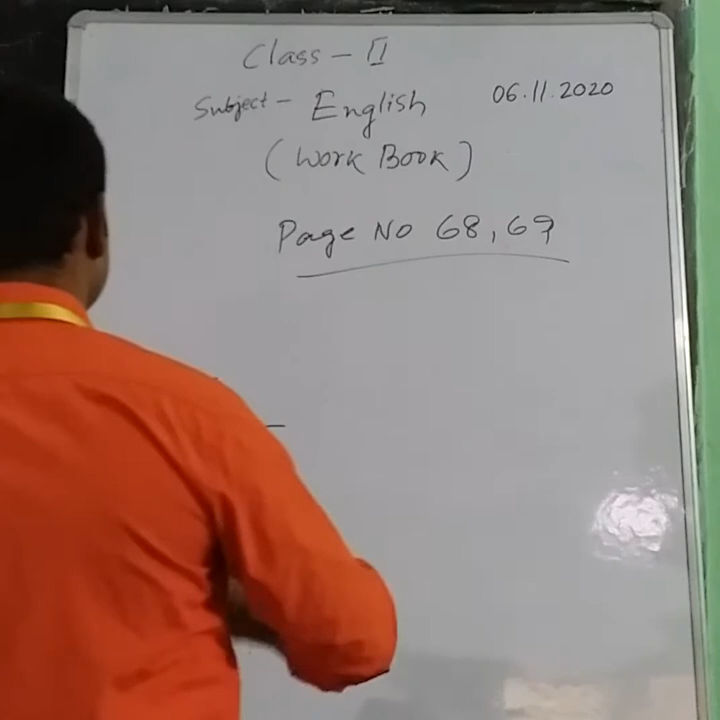 Class - II
Subject - English 06.11.2020
(Work Book)
Page No 68, 69